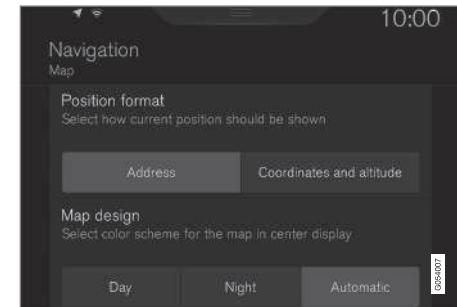 10:00
Navigation
Map
Position format
Select how current position should be shown
Address Coordinates and altitude
Map design
Select color scheme for the map in center display
Day Night Automatic
G054007